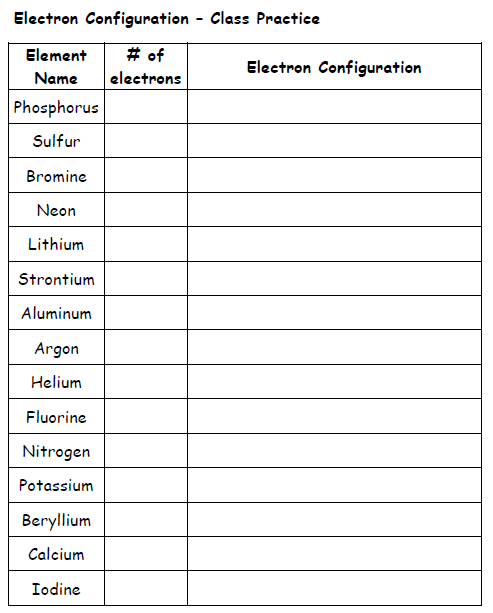 Electron Configuration – Class Practice
Element Name # of electrons Electron Configuration
Phosphorus
Sulfur
Bromine
Neon
Lithium
Strontium
Aluminum
Argon
Helium
Fluorine
Nitrogen
Potassium
Beryllium
Calcium
Iodine